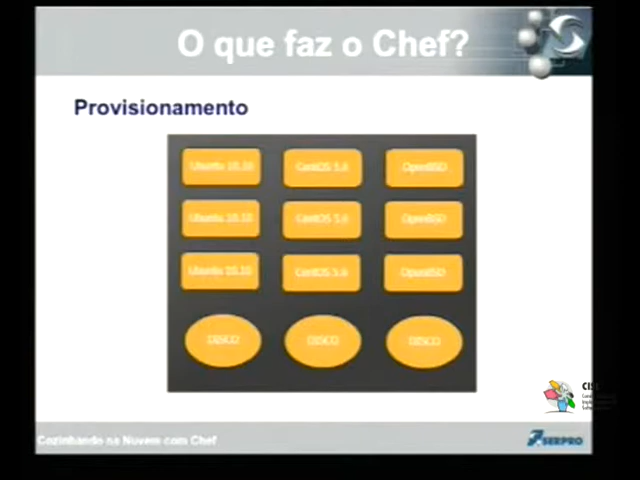 O que faz o Chef?
Provisionamento
Ubuntu 10.10 CentOS 5.6 OpenBSD
Ubuntu 10.10 CentOS 5.6 OpenBSD
Ubuntu 10.10 CentOS 5.6 OpenBSD
DISCO DISCO DISCO
Cozinhando na Nuvem com Chef
SERPRO